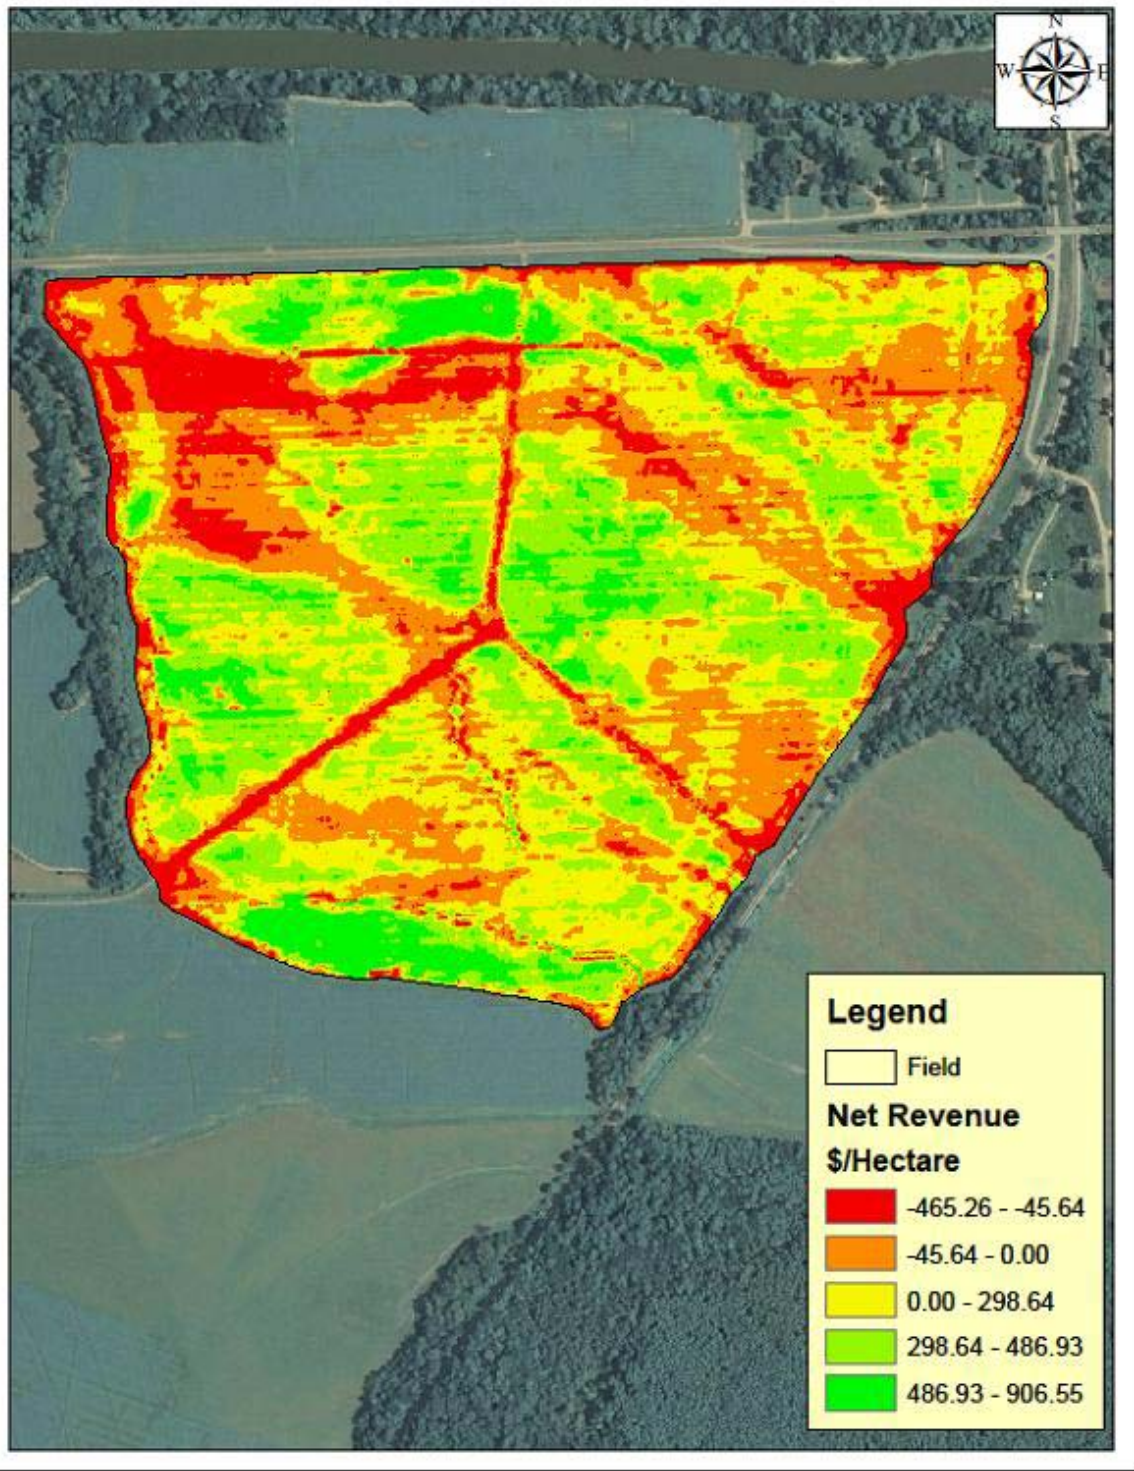 N
W E
S
Legend
Field
Net Revenue
$/Hectare
-465.26 - -45.64
-45.64 - 0.00
0.00 - 298.64
298.64 - 486.93
486.93 - 906.55